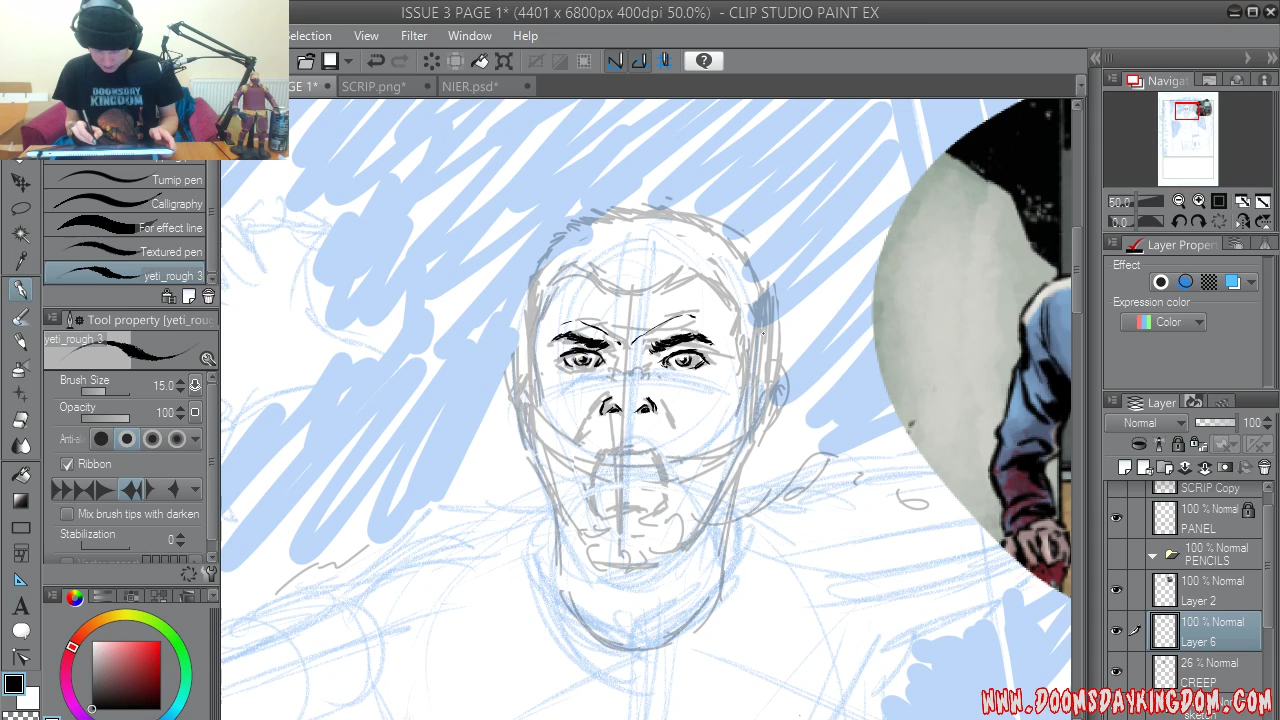 ISSUE 3 PAGE 1* (4401 x 6800px 400dpi 50.0%) - CLIP STUDIO PAINT EX
Selection View Filter Window Help
GE 1* SCRIP.png* NIER.psd*
DOOMSDAY
KINGDOM
Turnip pen
Calligraphy
For effect line
Textured pen
yeti_rough 3
Tool property [yeti_rou
yeti_rough 3
Brush Size 15.0
Opacity 100
Anti-al
Ribbon
Mix brush tips with darken
Stabilization 0
Navigat
50.0
0.0
Layer Proper
Effect
Expression color
Color
Layer
Normal 100
SCRIP Copy
100 % Normal
PANEL
100 % Normal
PENCILS
100 % Normal
Layer 2
100 % Normal
Layer 6
26 % Normal
CREEP
WWW.DOOMSDAYKINGDOM.COM